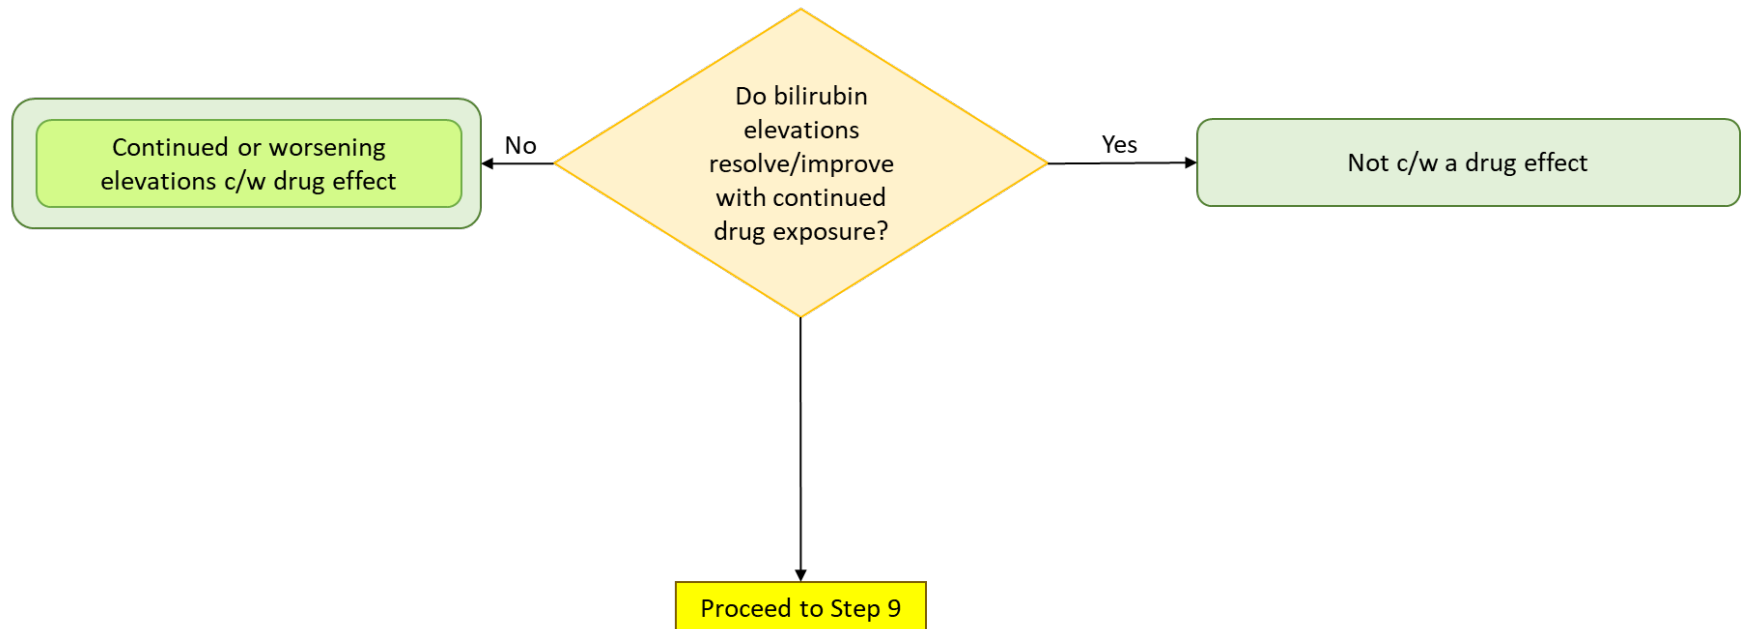 Do bilirubin
elevations
resolve/improve
with continued
drug exposure?
No
Continued or worsening
elevations c/w drug effect
Yes
Not c/w a drug effect
Proceed to Step 9